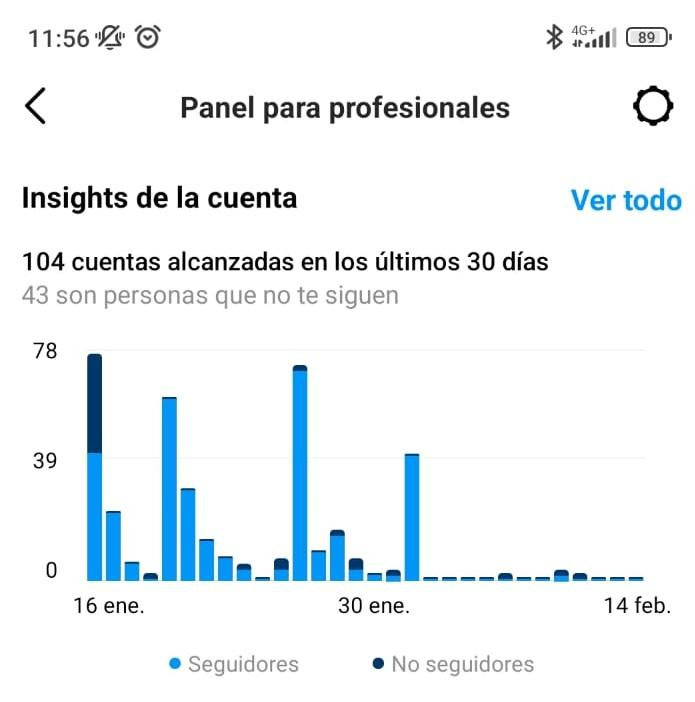 11:56 4G+ 89
Panel para profesionales
Insights de la cuenta Ver todo
104 cuentas alcanzadas en los últimos 30 días
43 son personas que no te siguen
78
39
0
16 ene. 30 ene. 14 feb.
Seguidores No seguidores